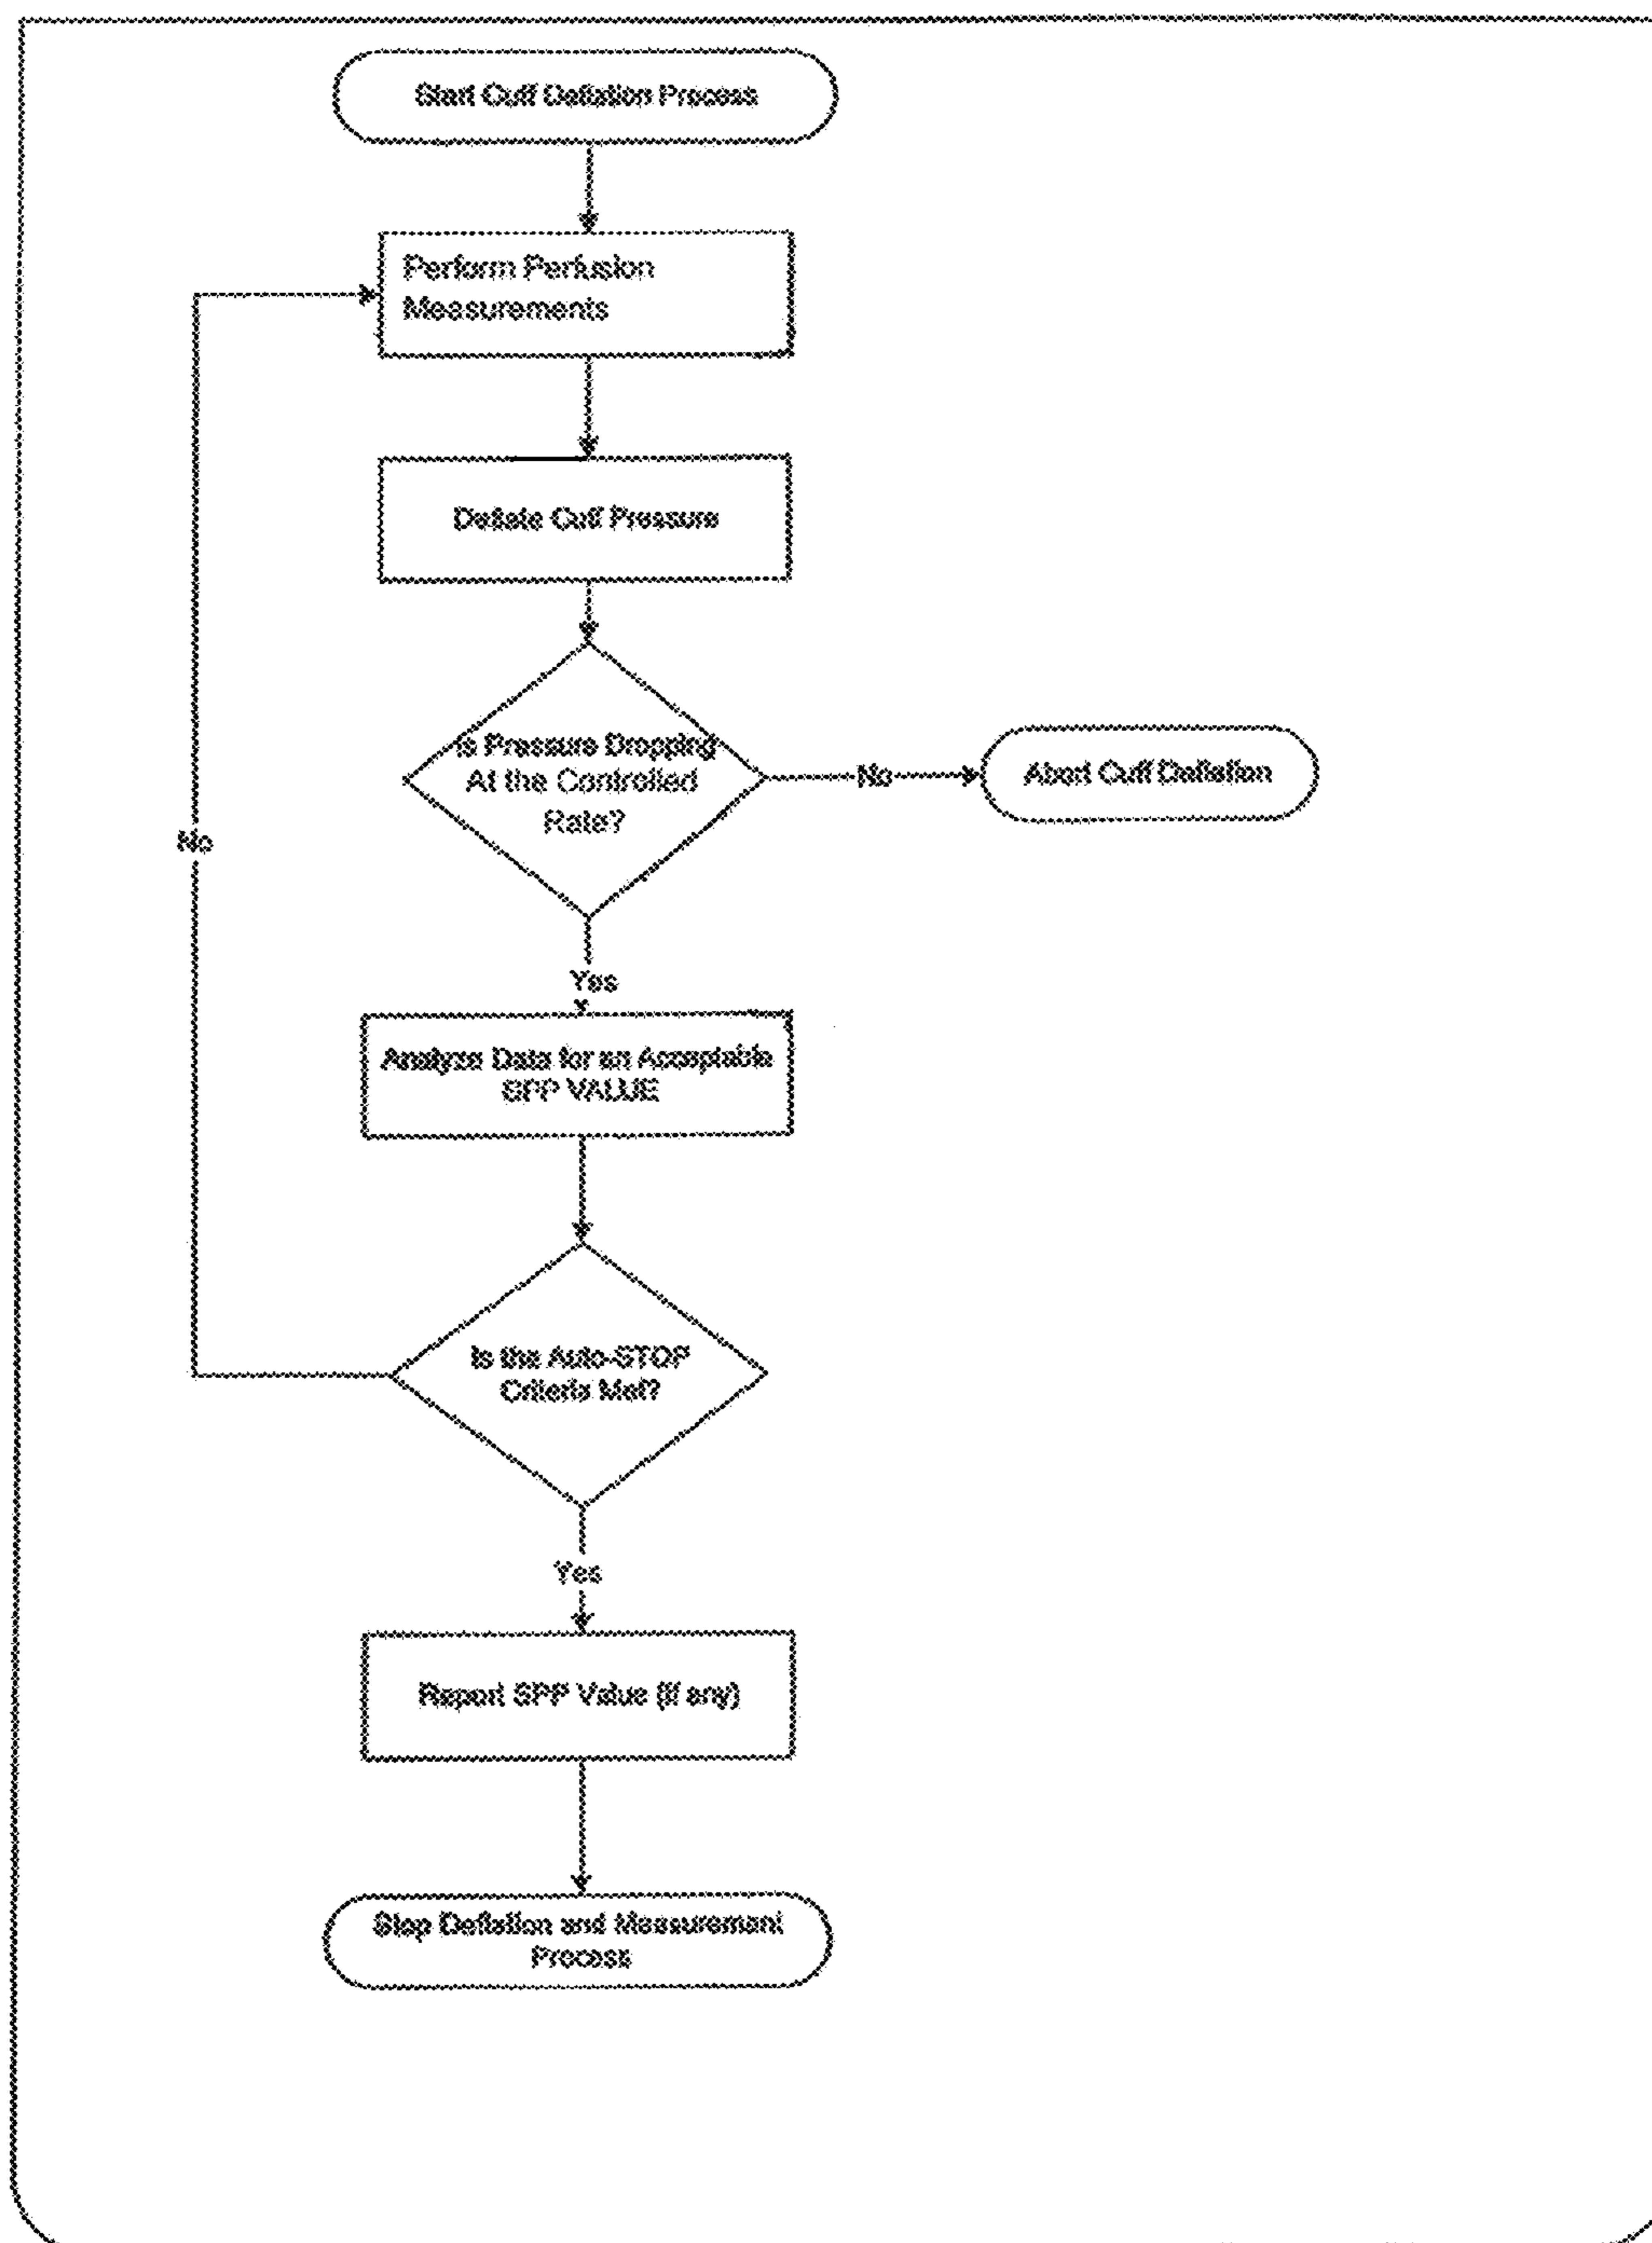 Start Cuff Deflation Process
Perform Perfusion
Measurements
Deflate Cuff Pressure
Is Pressure Dropping
At the Controlled
Rate?
No
Abort Cuff Deflation
No
Yes
Analyze Data for an Acceptable
SPP VALUE
Is the Auto-STOP
Criteria Met?
Yes
Report SPP Value (if any)
Stop Deflation and Measurement
Process